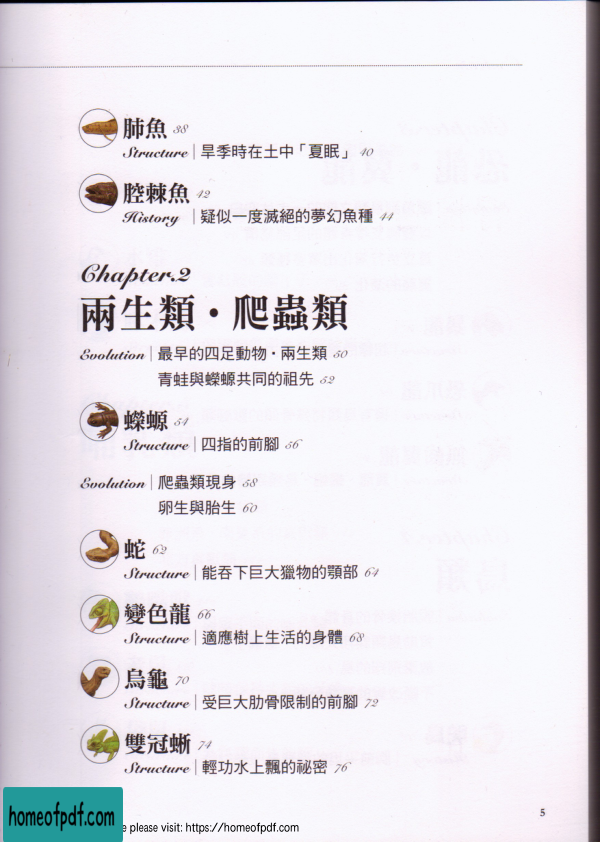 肺魚 38
Structure | 旱季時在土中「夏眠」 40
腔棘魚 42
History | 疑似一度滅絕的夢幻魚種 44
Chapter.2
兩生類・爬蟲類
Evolution | 最早的四足動物・兩生類 50
青蛙與蠑螈共同的祖先 52
蠑螈 54
Structure | 四指的前腳 56
Evolution | 爬蟲類現身 58
卵生與胎生 60
蛇 62
Structure | 能吞下巨大獵物的顎部 64
變色龍 66
Structure | 適應樹上生活的身體 68
烏龜 70
Structure | 受巨大肋骨限制的前腳 72
雙冠蜥 74
Structure | 輕功水上飄的祕密 76
5
homeofpdf.com
e please visit: https://homeofpdf.com